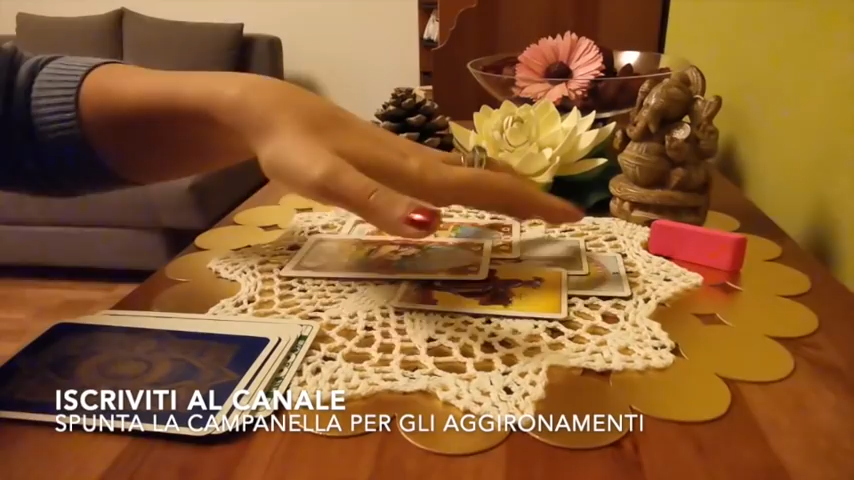 ISCRIVITI AL CANALE
SPUNTA LA CAMPANELLA PER GLI AGGIRONAMENTI